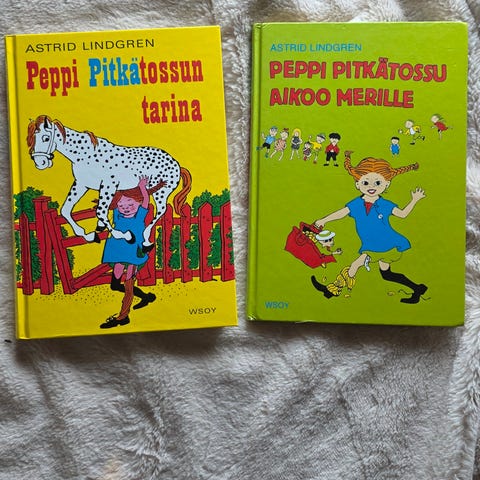 ASTRID LINDGREN
Peppi Pitkätossun
tarina
WSOY
ASTRID LINDGREN
PEPPI PITKÄTOSSU
AIKOO MERILLE
WSOY